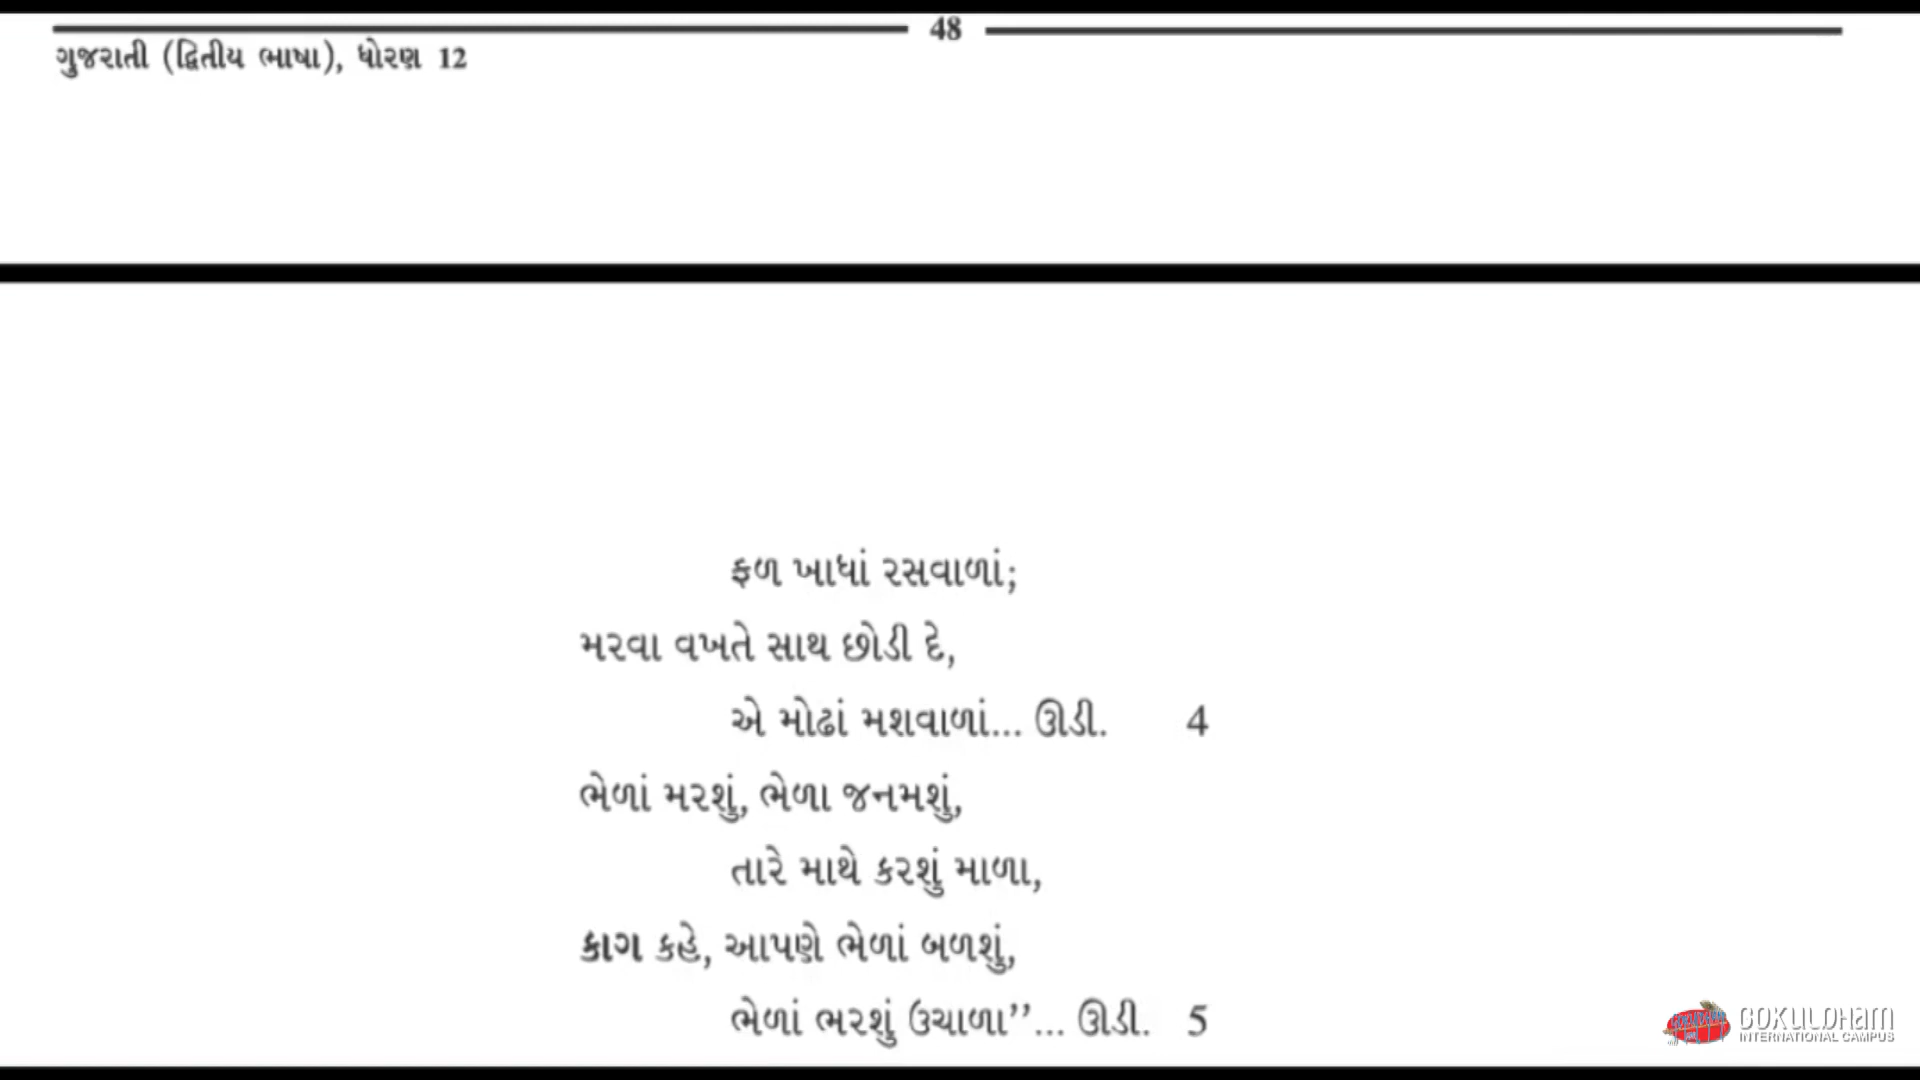 48
ગુજરાતી (દ્વિતીય ભાષા), ધોરણ 12
ફળ ખાધાં રસવાળાં;
મરવા વખતે સાથ છોડી દે,
એ મોઢાં મશવાળાં... ઊડી. 4
ભેળાં મરશું, ભેળા જનમશું,
તારે માથે કરશું માળા,
કાગ કહે, આપણે ભેળાં બળશું,
ભેળાં ભરશું ઉચાળા’’... ઊડી. 5
GOKULDHAM
INTERNATIONAL CAMPUS